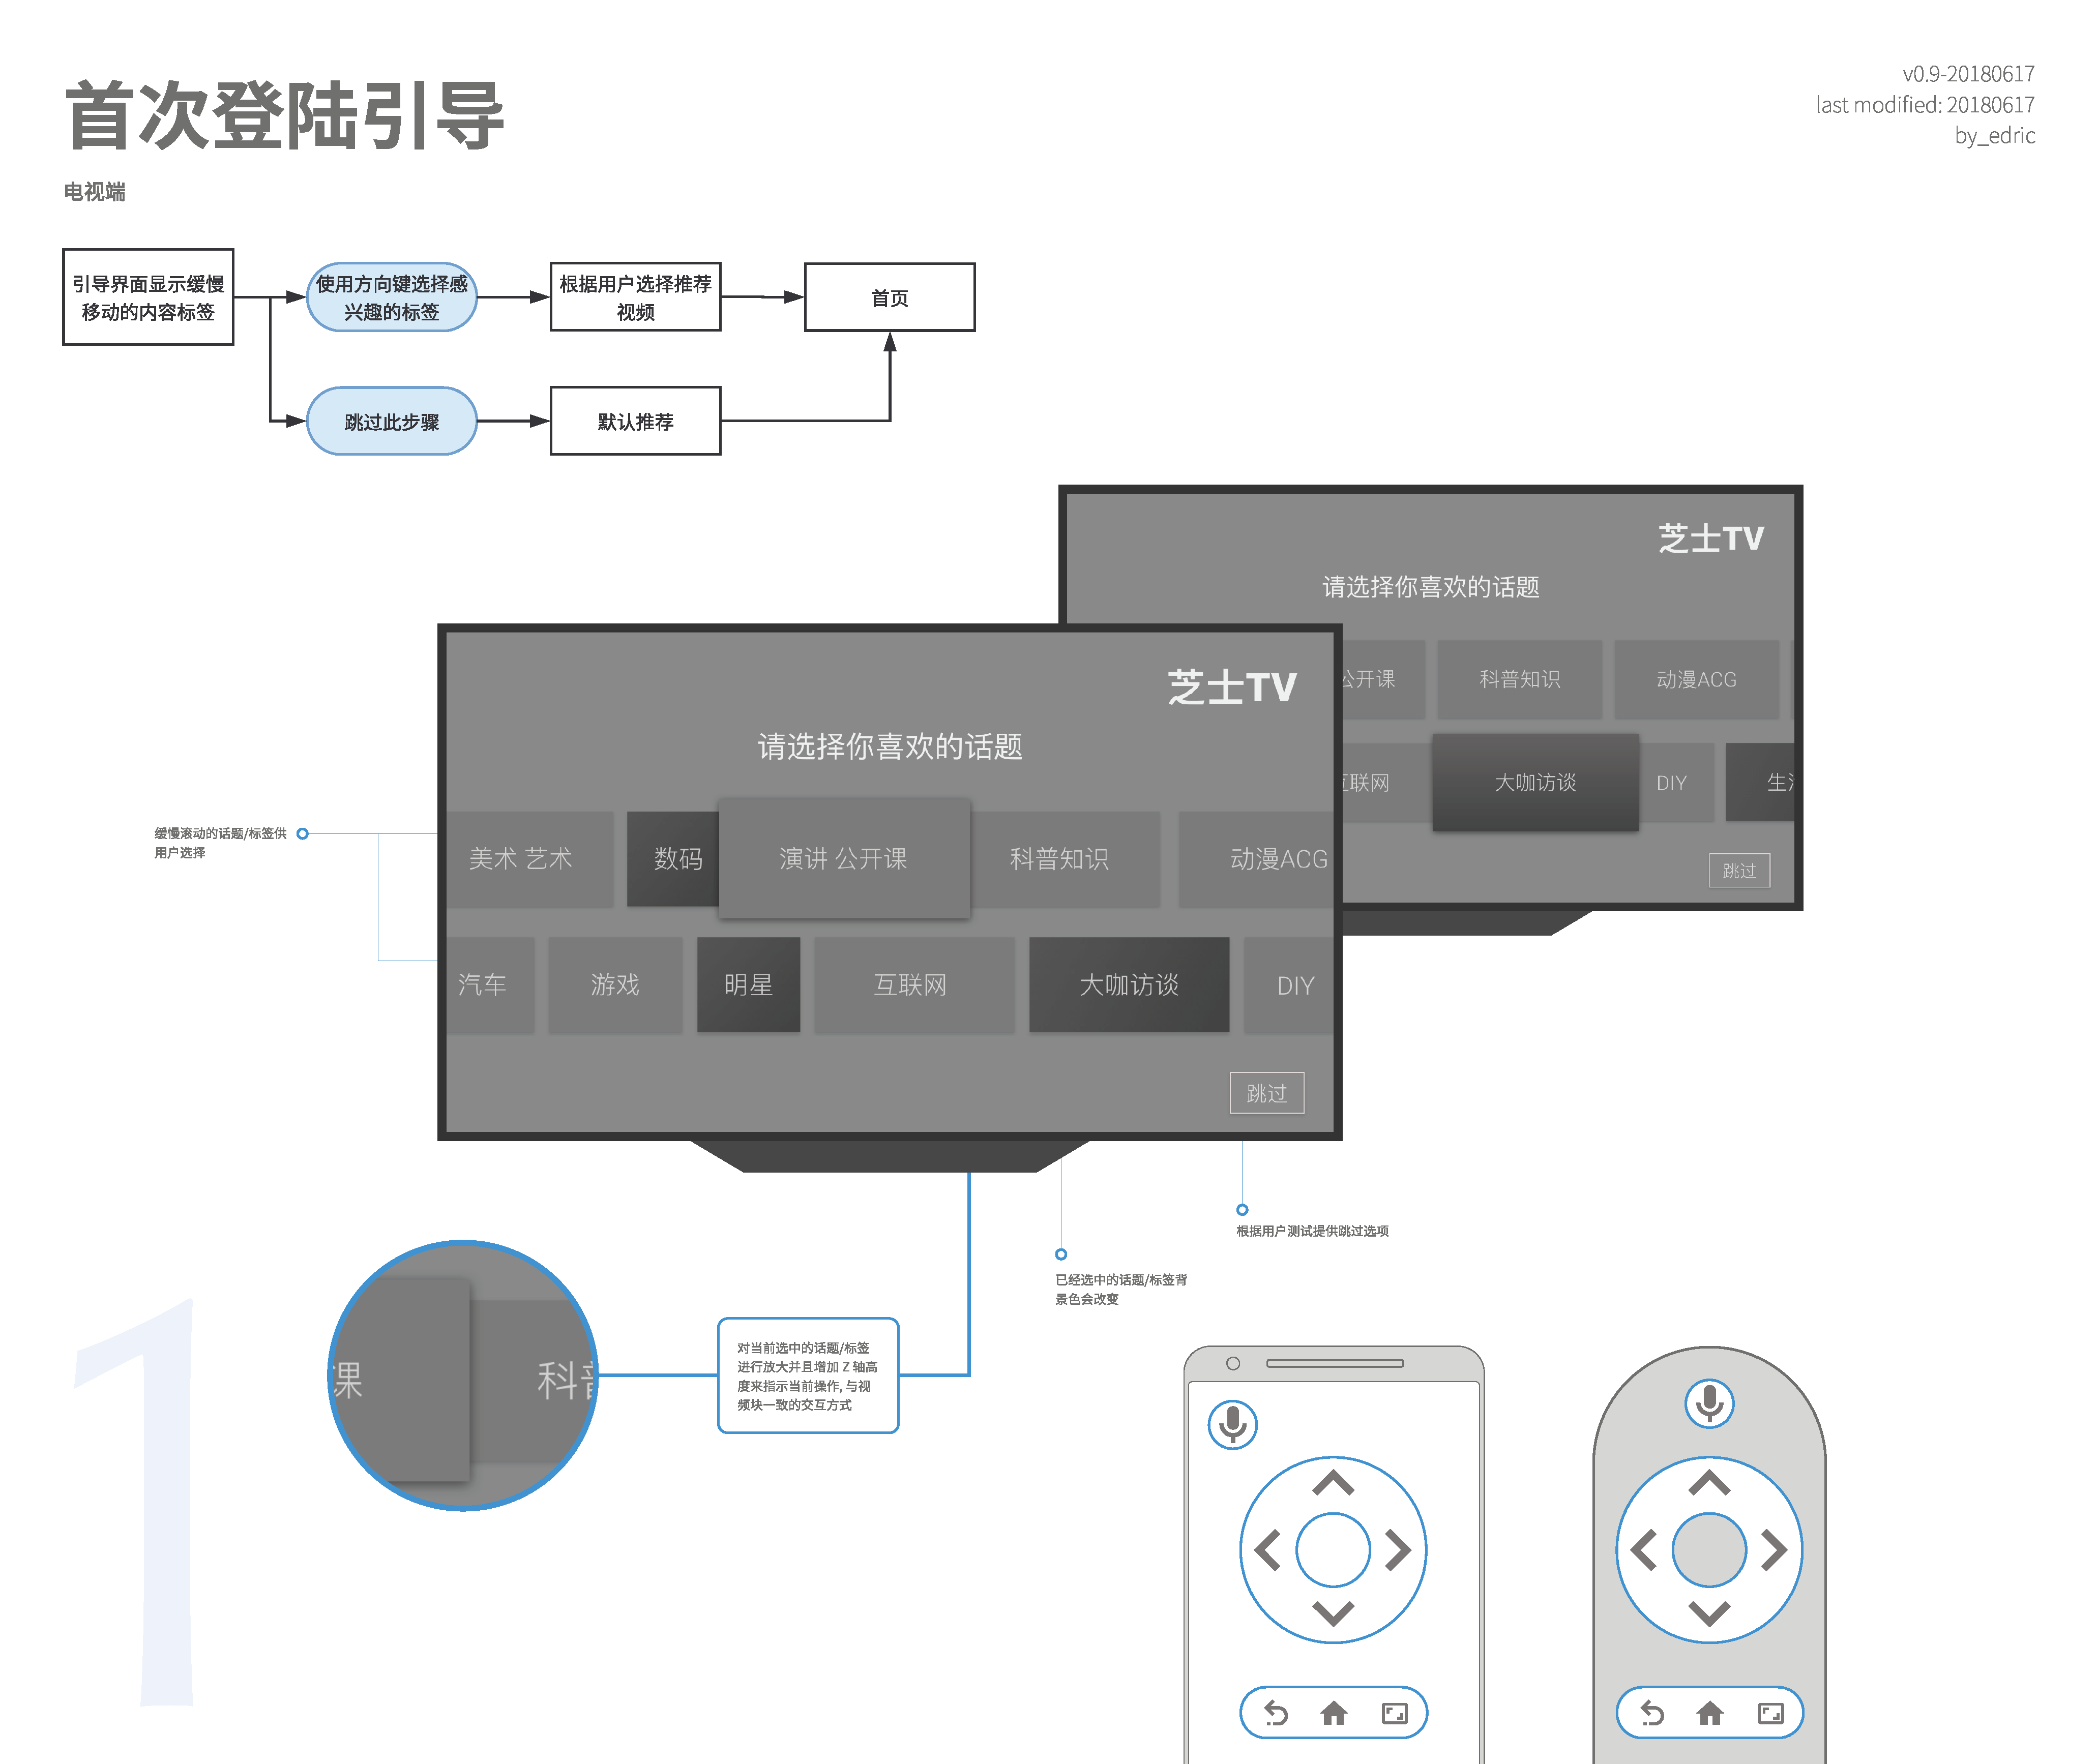 首次登陆引导
v0.9-20180617
last modified: 20180617
by_edric
电视端
引导界面显示缓慢
移动的内容标签
使用方向键选择感
兴趣的标签
根据用户选择推荐
视频
首页
跳过此步骤
默认推荐
芝士TV
请选择你喜欢的话题
公开课
科普知识
动漫ACG
互联网
大咖访谈
DIY
生活
跳过
芝士TV
请选择你喜欢的话题
美术 艺术
数码
演讲 公开课
科普知识
动漫ACG
汽车
游戏
明星
互联网
大咖访谈
DIY
跳过
缓慢滚动的话题/标签供
用户选择
根据用户测试提供跳过选项
已经选中的话题/标签背
景色会改变
课
科普
对当前选中的话题/标签
进行放大并且增加 Z 轴高
度来指示当前操作, 与视
频块一致的交互方式
1